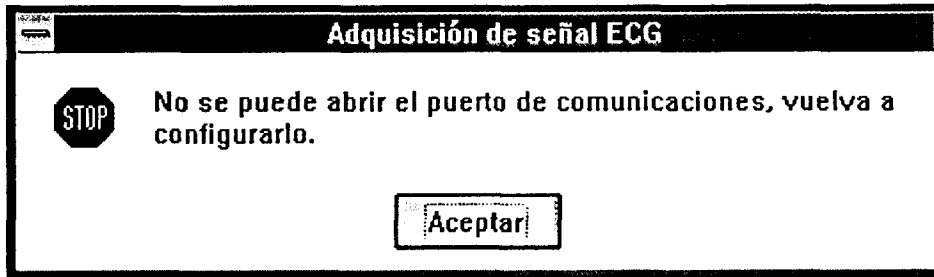 Adquisición de señal ECG
STOP
No se puede abrir el puerto de comunicaciones, vuelva a
configurarlo.
Aceptar